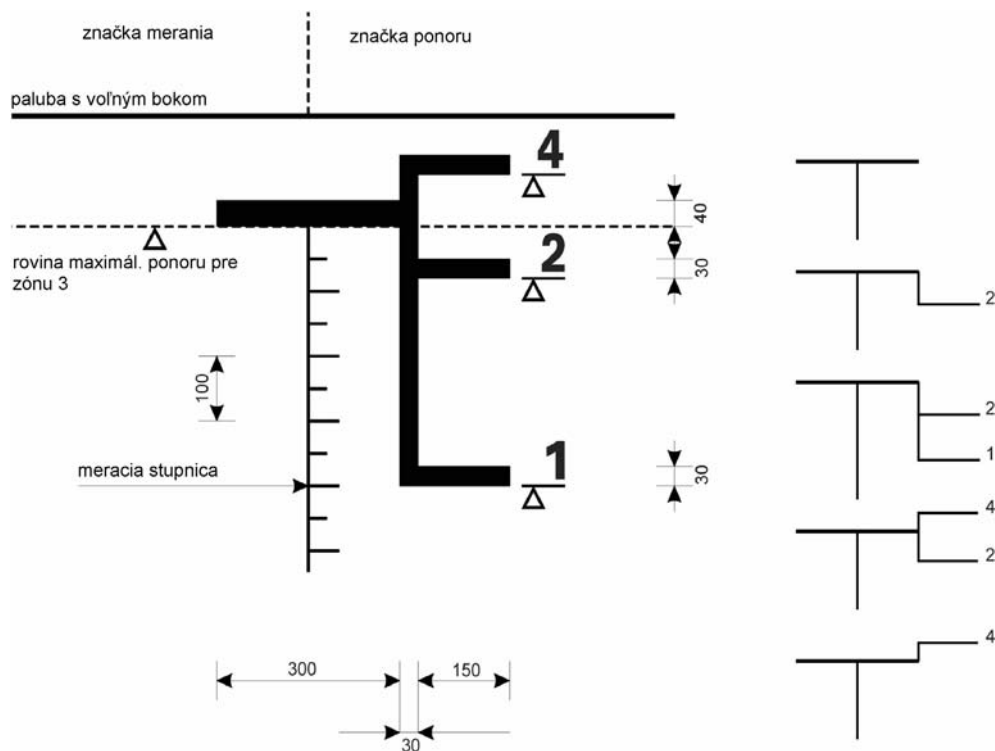 značka merania
značka ponoru
paluba s voľným bokom
4
40
rovina maximál. ponoru pre
zónu 3
2
30
100
meracia stupnica
1
30
300
150
30
2
2
1
4
2
4